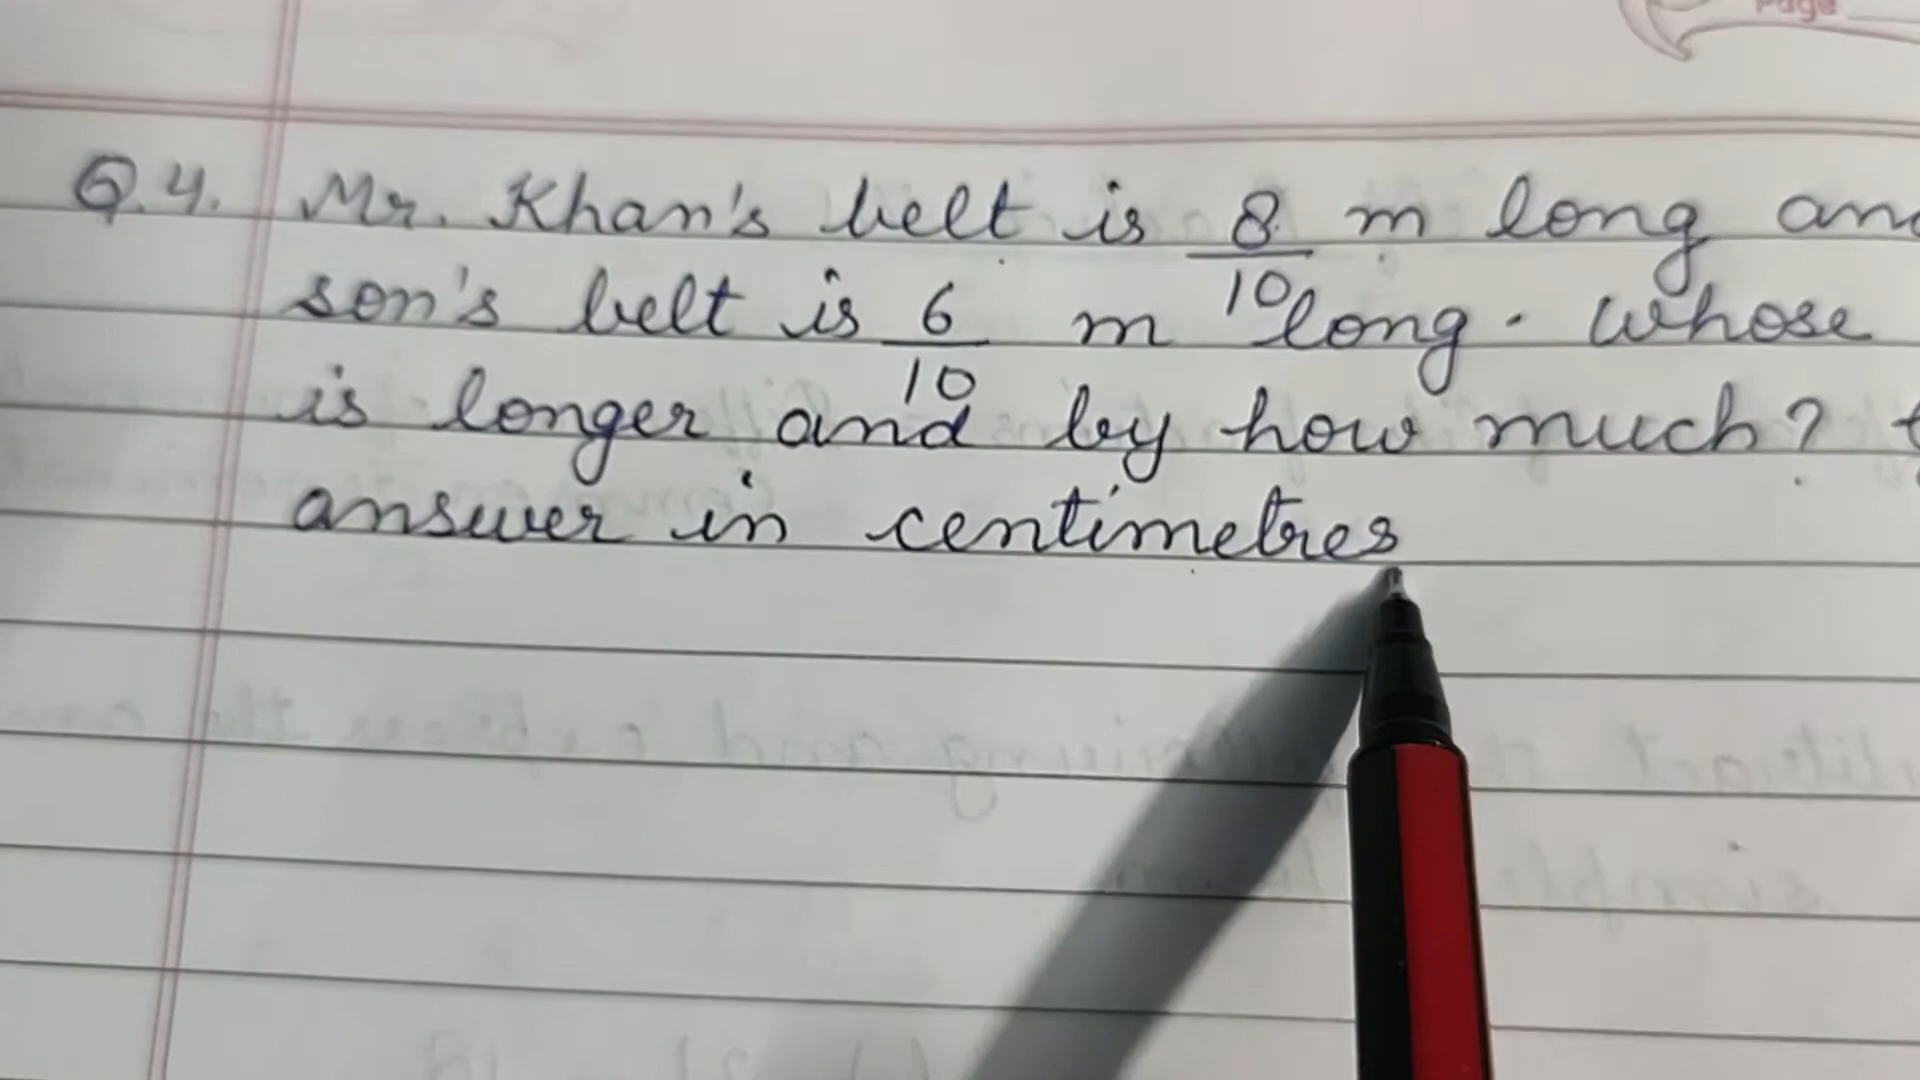 Page
Q.4. Mr. Khan's belt is 8/10 m long
son's belt is 6/10 m long. Whose
is longer and by how much?
answer in centimetres